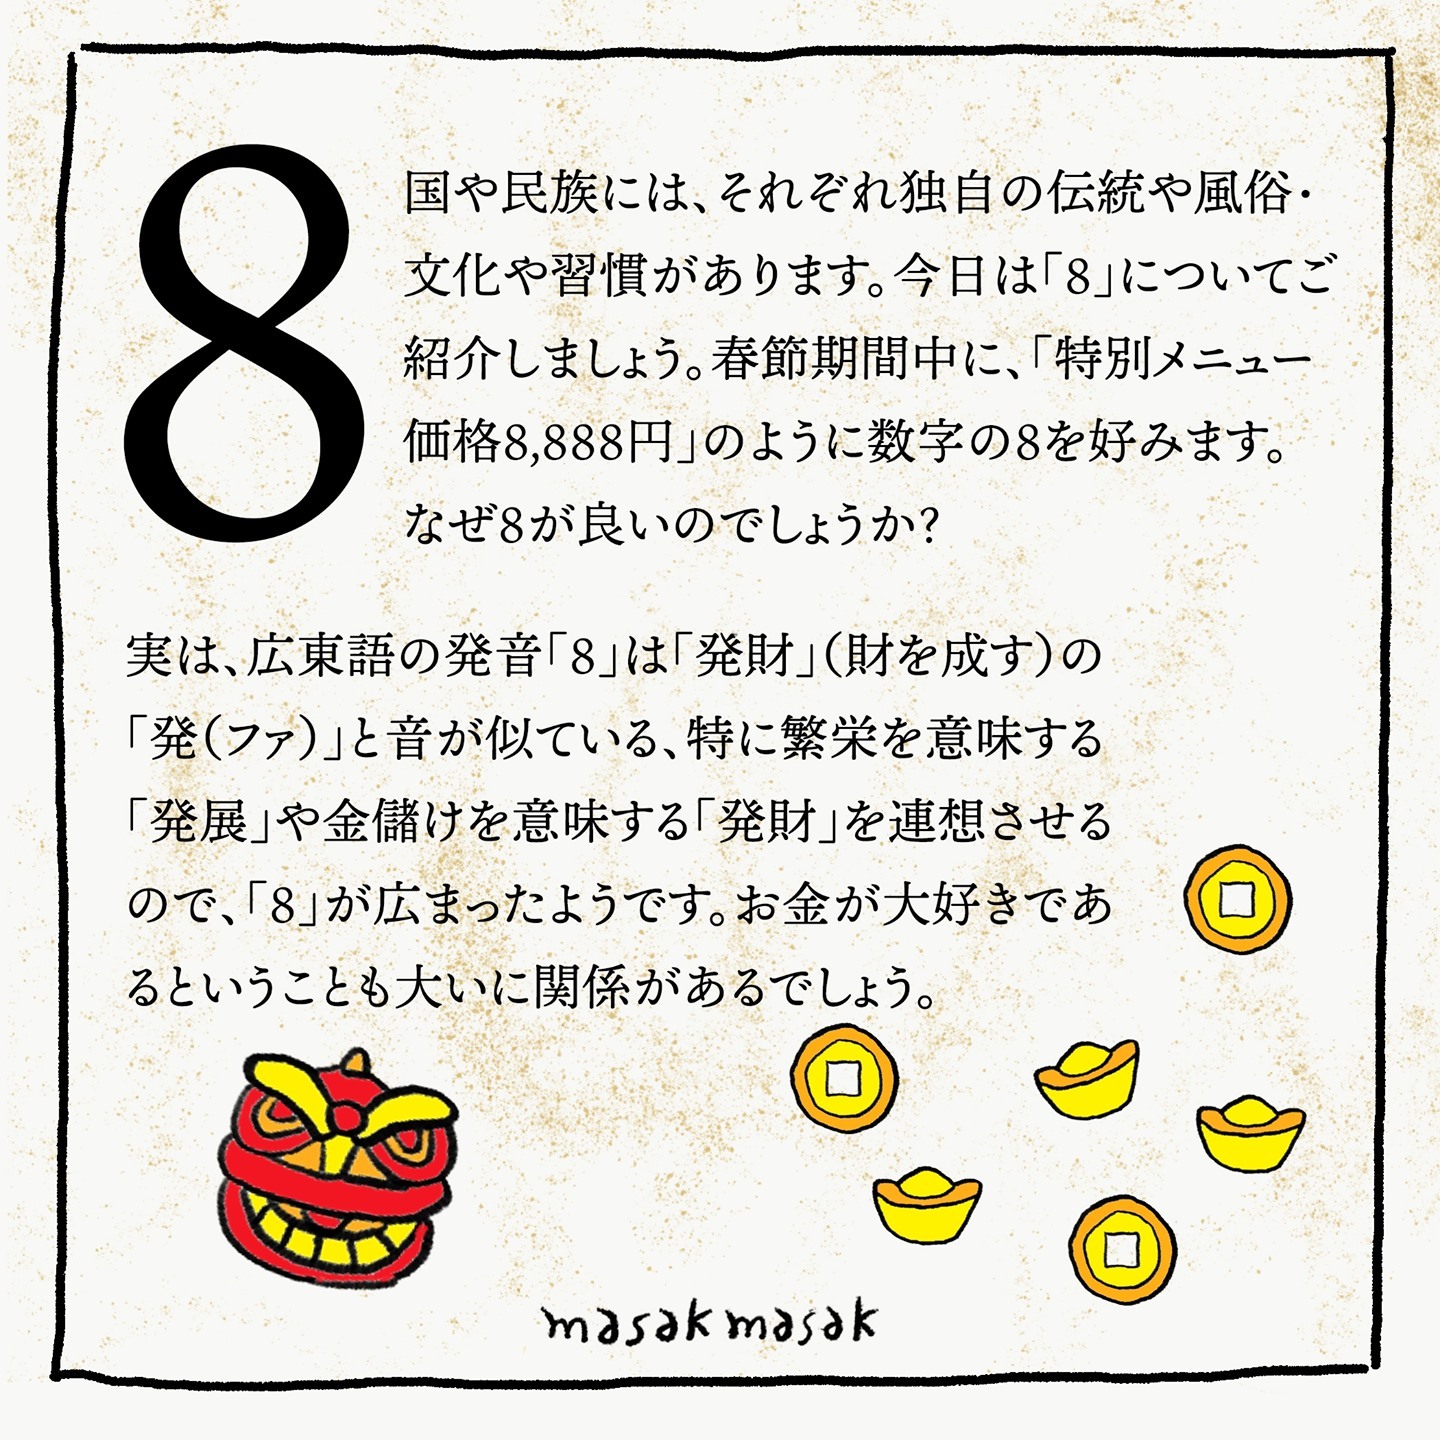 8
国や民族には、それぞれ独自の伝統や風俗・
文化や習慣があります。今日は「8」についてご
紹介しましょう。春節期間中に、「特別メニュー
価格8,888円」のように数字の8を好みます。
なぜ8が良いのでしょうか?
実は、広東語の発音「8」は「発財」(財を成す)の
「発(ファ)」と音が似ている、特に繁栄を意味する
「発展」や金儲けを意味する「発財」を連想させる
ので、「8」が広まったようです。お金が大好きであ
るということも大いに関係があるでしょう。
masak masak